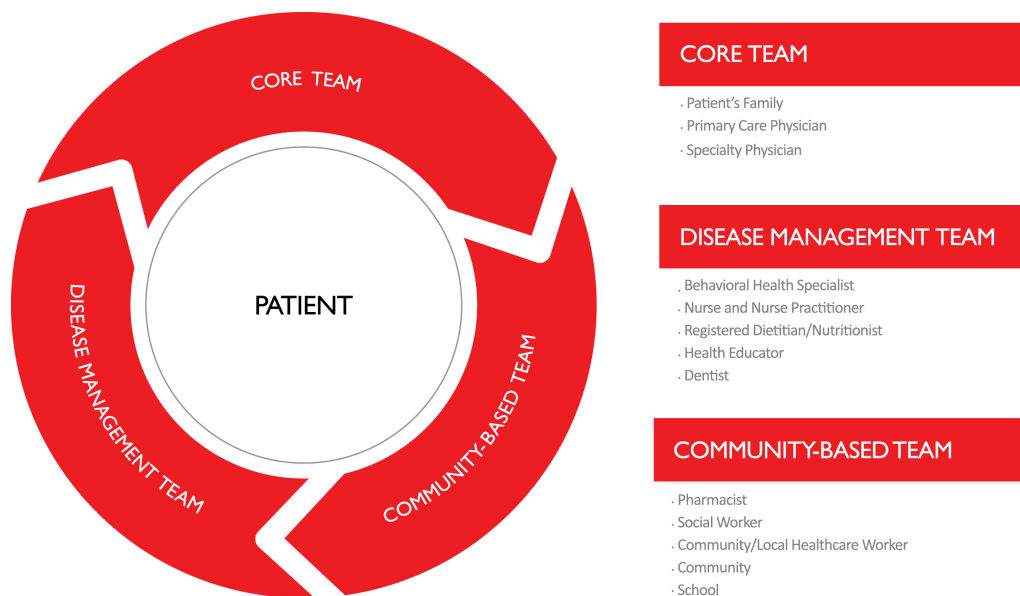 CORE TEAM
DISEASE MANAGEMENT TEAM
COMMUNITY-BASED TEAM
PATIENT
CORE TEAM
· Patient's Family
· Primary Care Physician
· Specialty Physician
DISEASE MANAGEMENT TEAM
. Behavioral Health Specialist
· Nurse and Nurse Practitioner
· Registered Dietitian/Nutritionist
· Health Educator
· Dentist
COMMUNITY-BASED TEAM
· Pharmacist
· Social Worker
· Community/Local Healthcare Worker
· Community
· School